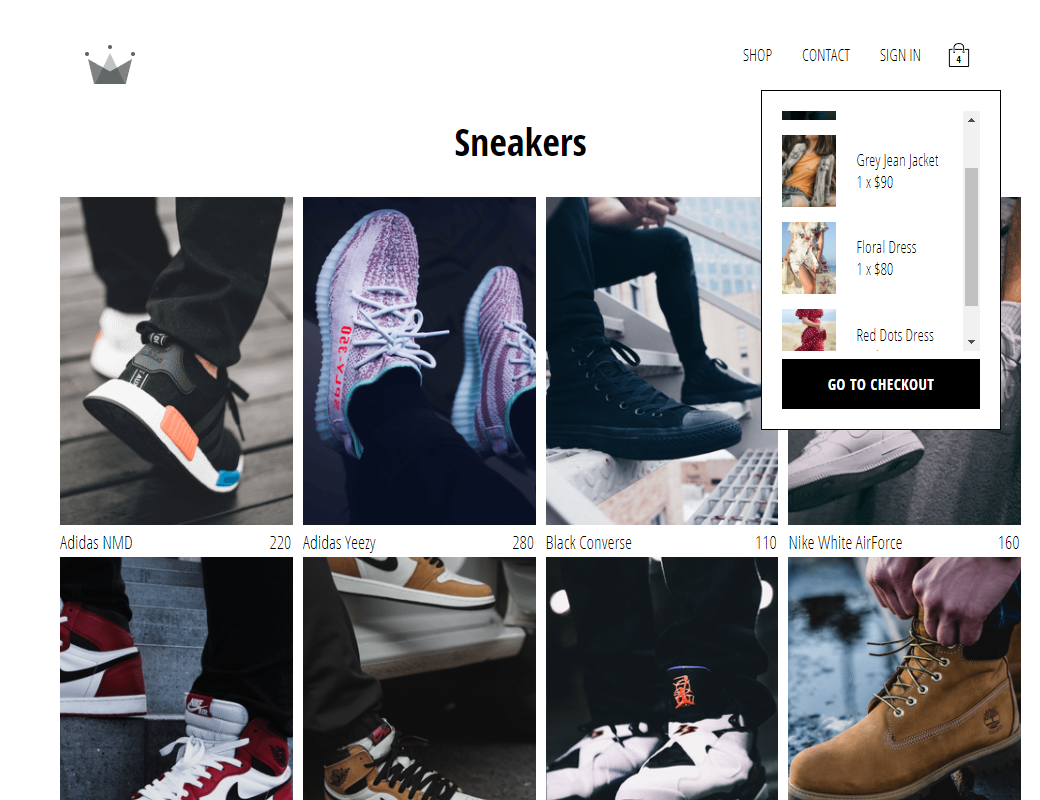 SHOP
CONTACT
SIGN IN
4
Sneakers
Grey Jean Jacket
1 x $90
Floral Dress
1 x $80
Red Dots Dress
GO TO CHECKOUT
Adidas NMD
220
Adidas Yeezy
280
Black Converse
110
Nike White AirForce
160